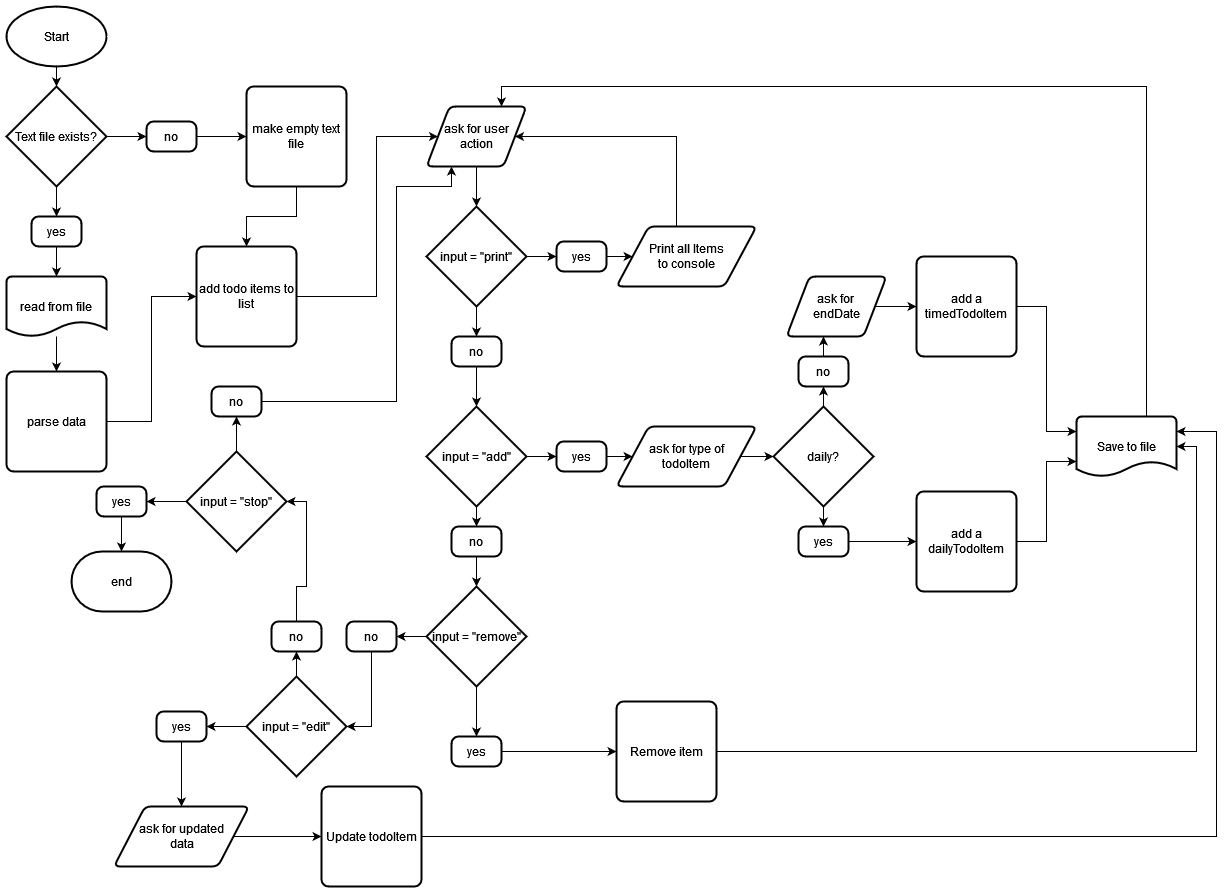 Start
Text file exists?
no
make empty text
file
yes
read from file
parse data
add todo items to
list
ask for user
action
input = "print"
yes
Print all Items
to console
no
input = "add"
yes
ask for type of
todoItem
daily?
no
ask for
endDate
add a
timedTodoItem
yes
add a
dailyTodoItem
Save to file
no
input = "remove"
yes
Remove item
no
input = "edit"
yes
ask for updated
data
Update todoItem
no
input = "stop"
no
yes
end